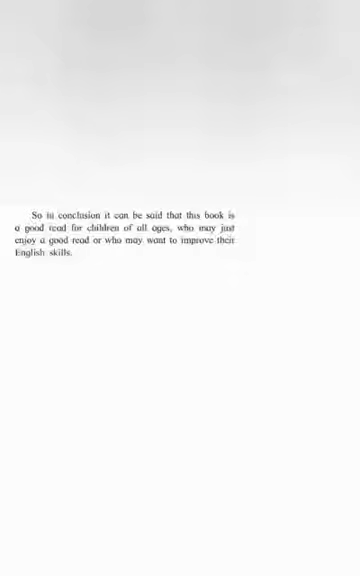 So in conclusion it can be said that this book is
a good read for children of all ages, who may just
enjoy a good read or who may want to improve their
English skills.